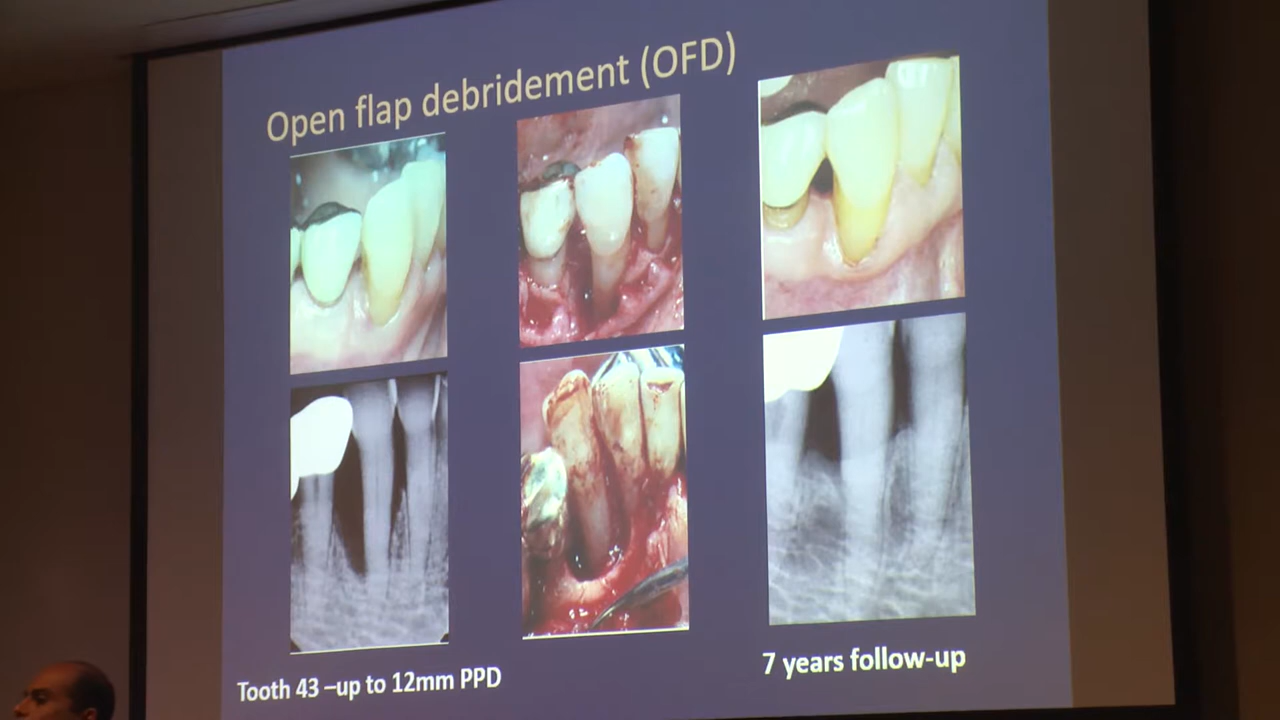 Open flap debridement (OFD)
Tooth 43 –up to 12mm PPD
7 years follow-up